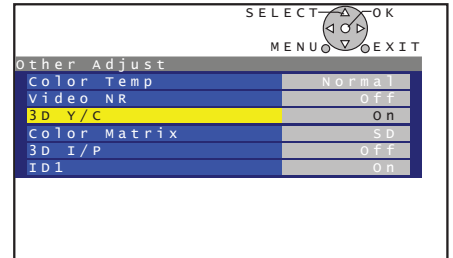 SELECT OK
MENU EXIT
Other Adjust
Color Temp Normal
Video NR Off
3D Y/C On
Color Matrix SD
3D I/P Off
ID1 On